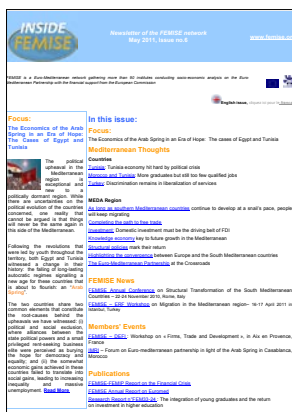 INSIDE
FEMISE
Newsletter of the FEMISE network
May 2011, Issue no.6
www.femise.
FEMISE is a Euro-Mediterranean network gathering more than 90 institutes conducting socio-economic analysis on the Euro-
Mediterranean Partnership with the financial support from the European Commission
English issue,
Focus:
The Economics of the Arab
Spring in an Era of Hope:
The Cases of Egypt and
Tunisia
The political
upheaval in the
Mediterranean
region is
exceptional and
new to a
politically dormant region. While
there are uncertainties on the
political evolution of the countries
concerned, one reality that
cannot be argued is that things
will never be the same again in
this side of the Mediterranean.
Following the revolutions that
were led by youth throughout the
territory, both Egypt and Tunisia
witnessed a change in their
history: the falling of long-lasting
autocratic regimes signalling a
new age for these countries that
is about to flourish: an "Arab
Spring".
The two countries share two
common elements that constitute
the root-causes behind the
upheavals we have witnessed: (i)
political and social exclusion,
where alliances between the
state political powers and a small
privileged rent-seeking business
elite were perceived as burying
the hope for democracy and
equality; and (ii) the somewhat
economic gains achieved in these
countries failed to translate into
social gains, leading to increasing
inequality and massive
unemployment. Read More
In this issue:
Focus:
The Economics of the Arab Spring in an Era of Hope: The cases of Egypt and Tunisia
Mediterranean Thoughts
Countries
Tunisia: Tunisia economy hit hard by political crisis
Morocco and Tunisia: More graduates but still too few qualified jobs
Turkey: Discrimination remains in liberalization of services
MEDA Region
As long as southern Mediterranean countries continue to develop at a snail's pace, people
will keep migrating
Completing the path to free trade
Investment: Domestic investment must be the driving belt of FDI
Knowledge economy key to future growth in the Mediterranean
Structural policies mark their return
Highlighting the convergence between Europe and the South Mediterranean countries
The Euro-Mediterranean Partnership at the Crossroads
FEMISE News
FEMISE Annual Conference on Structural Transformation of the South Mediterranean
Countries – 22-24 November 2010, Rome, Italy
FEMISE – ERF Workshop on Migration in the Mediterranean region– 16-17 April 2011 in
Istanbul, Turkey
Members' Events
FEMISE – DEFI: Workshop on « Firms, Trade and Development », in Aix en Provence,
France
IMRI – Forum on Euro-mediterranean partnership in light of the Arab Spring in Casablanca,
Morocco
Publications
FEMISE-FEMIP Report on the Financial Crisis
FEMISE Annual Report on the Euromed
Research Report n°FEM33-24: The integration of young graduates and the return
on investment in higher education